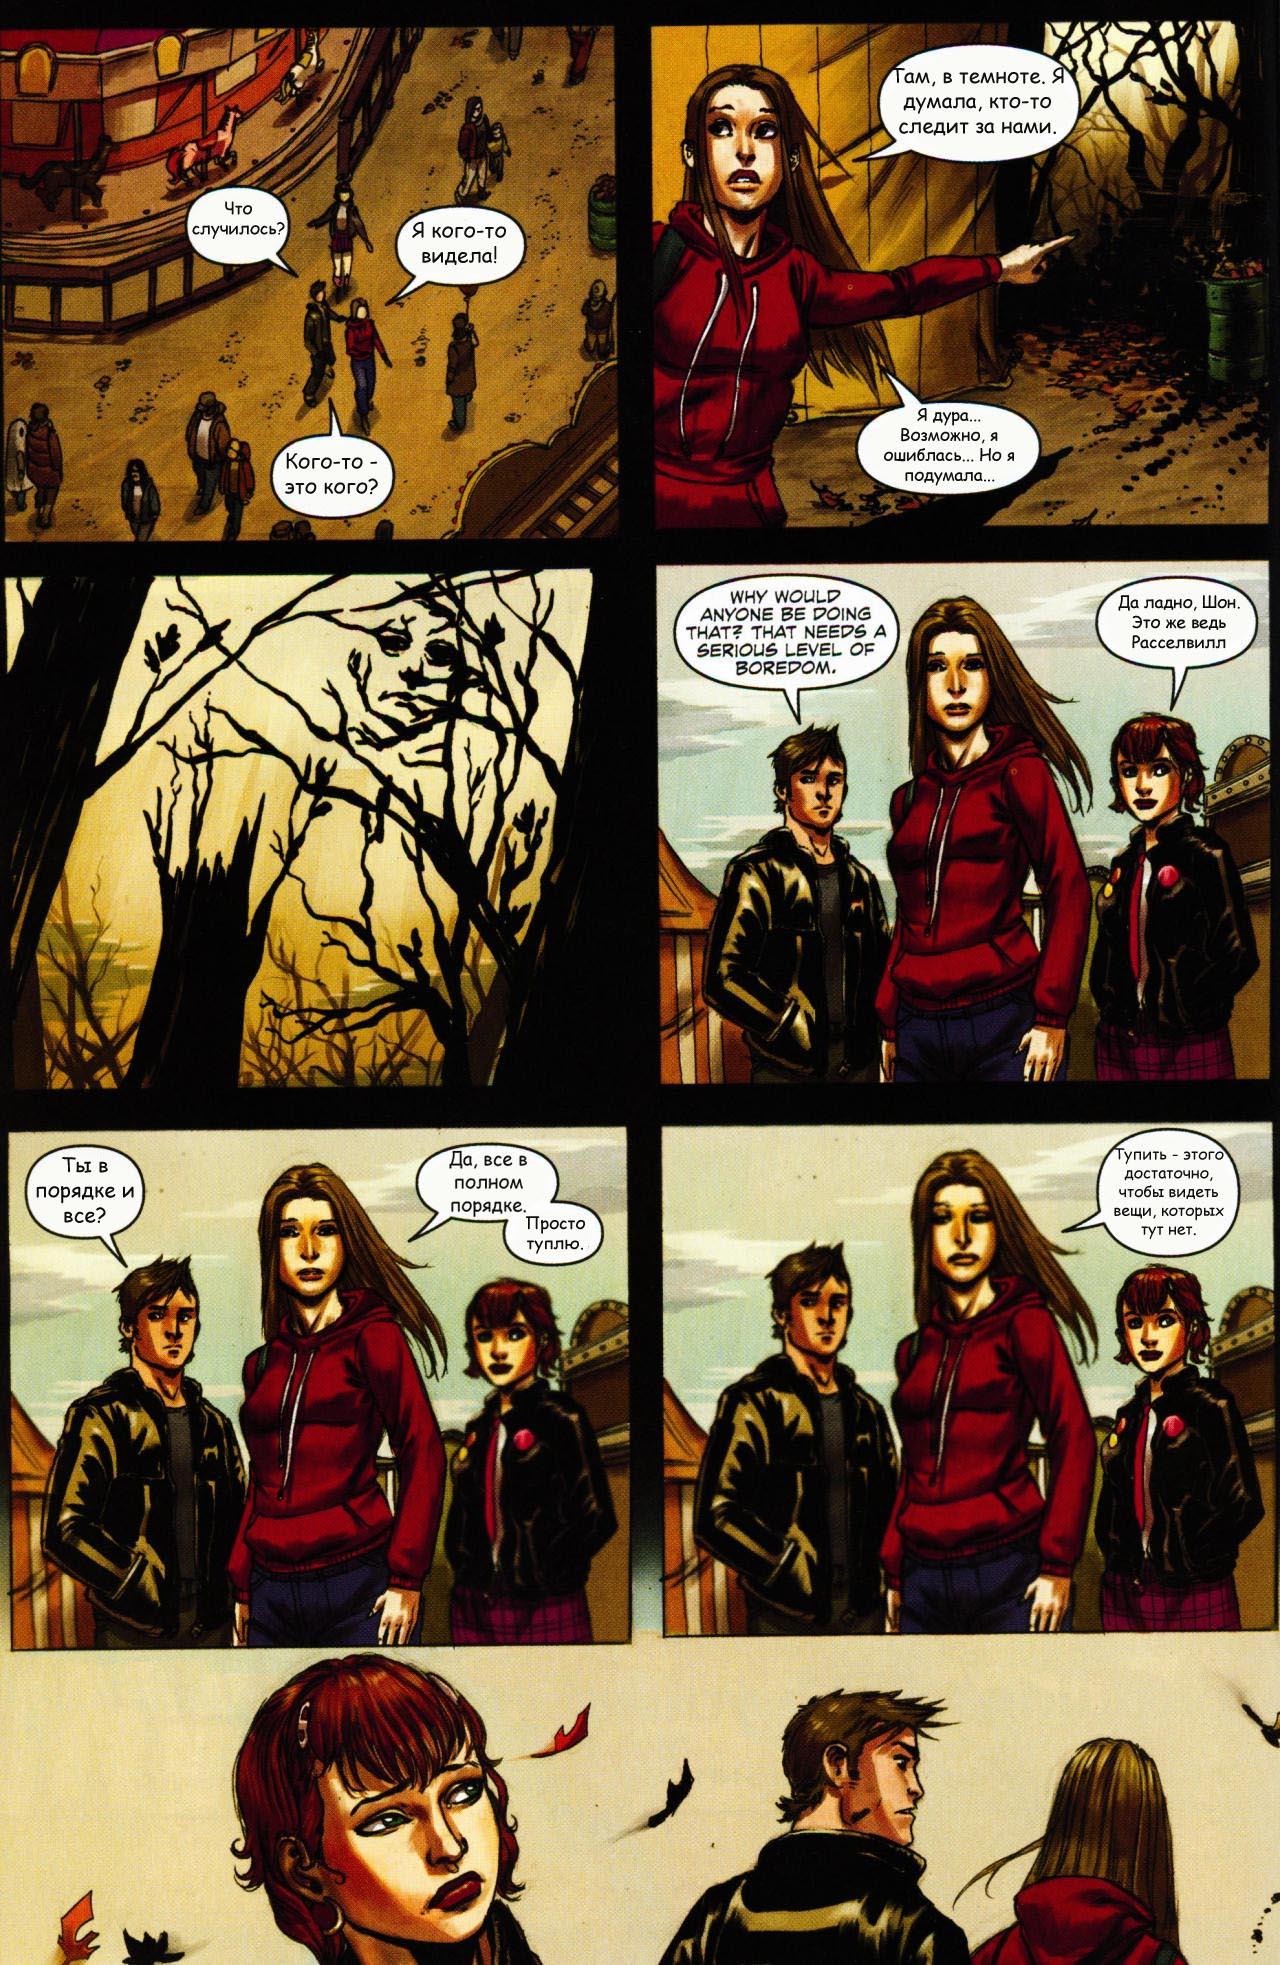 Что
случилось?
Я кого-то
видела!
Кого-то -
это кого?
Там, в темноте. Я
думала, кто-то
следит за нами.
Я дура...
Возможно, я
ошиблась... Но я
подумала...
WHY WOULD
ANYONE BE DOING
THAT? THAT NEEDS A
SERIOUS LEVEL OF
BOREDOM.
Да ладно, Шон.
Это же ведь
Расселвилл
Ты в
порядке и
все?
Да, все в
полном
порядке.
Просто
туплю.
Тупить - этого
достаточно,
чтобы видеть
вещи, которых
тут нет.